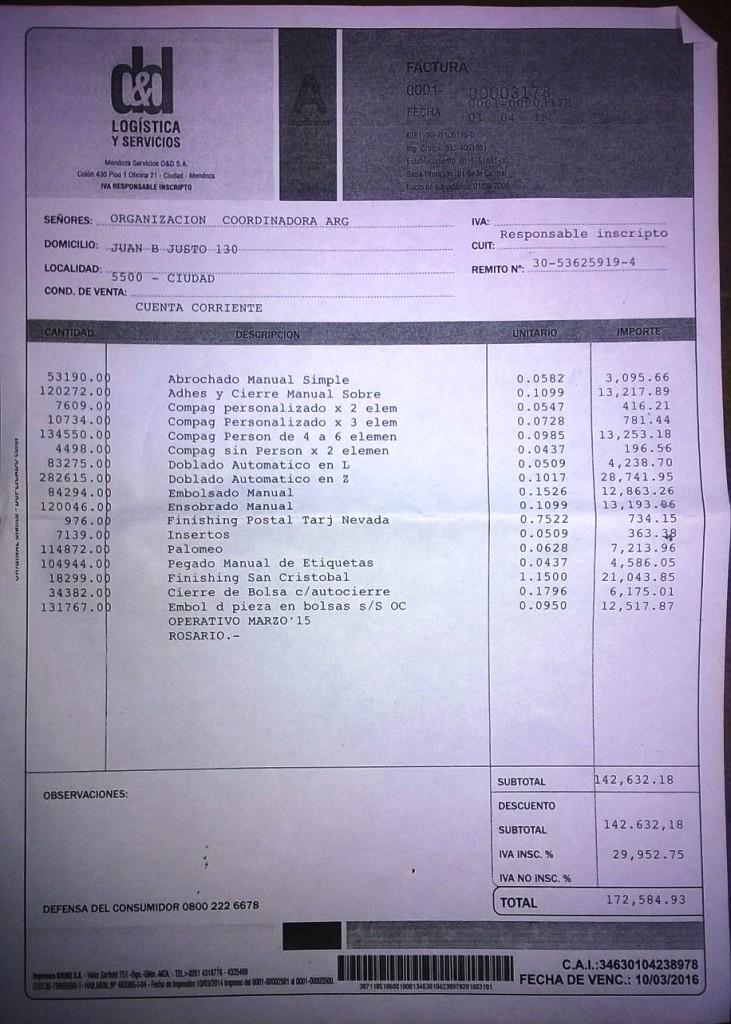 d&d
LOGÍSTICA
Y SERVICIOS
Mendoza Servicios D&D S.A.
Colón 430 Piso 1 Oficina 21 - Ciudad - Mendoza
IVA RESPONSABLE INSCRIPTO
A
FACTURA
0001- 00003178
0001-00003178
FECHA 01 04 15
SEÑORES: ORGANIZACION COORDINADORA ARG
DOMICILIO: JUAN B JUSTO 130
LOCALIDAD: 5500 - CIUDAD
COND. DE VENTA: CUENTA CORRIENTE
IVA: Responsable inscripto
CUIT: 30-53625919-4
REMITO N°:
CANTIDAD DESCRIPCION UNITARIO IMPORTE
53190.00 Abrochado Manual Simple 0.0582 3,095.66
120272.00 Adhes y Cierre Manual Sobre 0.1099 13,217.89
7609.00 Compag personalizado x 2 elem 0.0547 416.21
10734.00 Compag personalizado x 3 elem 0.0728 781.44
134550.00 Compag Person de 4 a 6 elemen 0.0985 13,253.18
4498.00 Compag sin Person x 2 elemen 0.0437 196.56
83275.00 Doblado Automatico en L 0.0509 4,238.70
282615.00 Doblado Automatico en Z 0.1017 28,741.95
84294.00 Embolsado Manual 0.1526 12,863.26
120046.00 Ensobrado Manual 0.1099 13,193.06
976.00 Finishing Postal Tarj Nevada 0.7522 734.15
7139.00 Insertos 0.0509 363.38
114872.00 Palomeo 0.0628 7,213.96
104944.00 Pegado Manual de Etiquetas 0.0437 4,586.05
18299.00 Finishing San Cristobal 1.1500 21,043.85
34382.00 Cierre de Bolsa c/autocierre 0.1796 6,175.01
131767.00 Embol d pieza en bolsas s/S OC 0.0950 12,517.87
OPERATIVO MARZO'15
ROSARIO.-
OBSERVACIONES:
SUBTOTAL 142,632.18
DESCUENTO
SUBTOTAL 142.632,18
IVA INSC. % 29,952.75
IVA NO INSC. %
TOTAL 172,584.93
DEFENSA DEL CONSUMIDOR 0800 222 6678
C.A.I.:34630104238978
FECHA DE VENC.: 10/03/2016